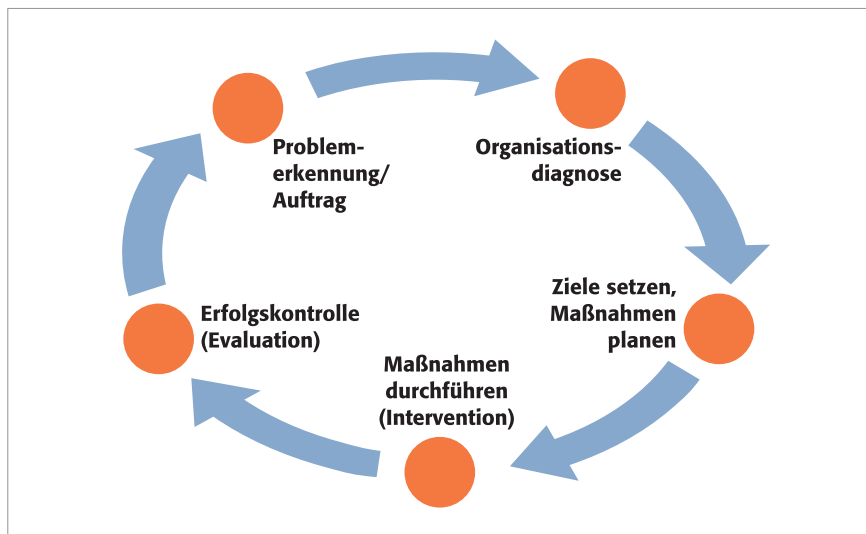 Problem-
erkennung/
Auftrag
Organisations-
diagnose
Ziele setzen,
Maßnahmen
planen
Maßnahmen
durchführen
(Intervention)
Erfolgskontrolle
(Evaluation)